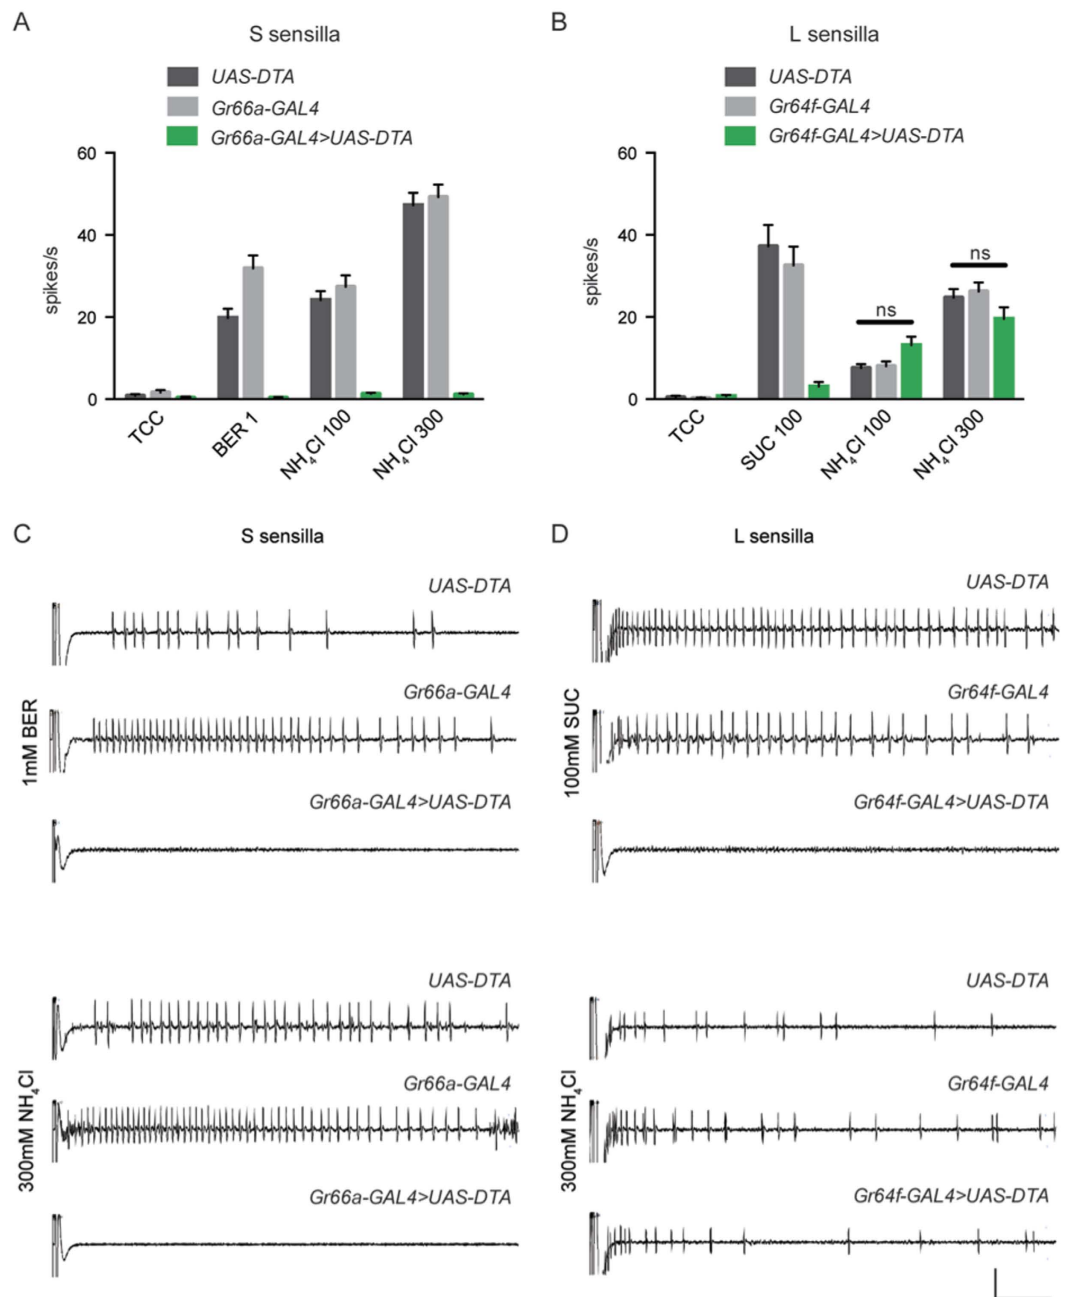 A
S sensilla
UAS-DTA
Gr66a-GAL4
Gr66a-GAL4>UAS-DTA
60
40
20
0
spikes/s
TCC
BER 1
NH4Cl 100
NH4Cl 300
B
L sensilla
UAS-DTA
Gr64f-GAL4
Gr64f-GAL4>UAS-DTA
60
40
20
0
spikes/s
ns
ns
TCC
SUC 100
NH4Cl 100
NH4Cl 300
C
S sensilla
1mM BER
UAS-DTA
Gr66a-GAL4
Gr66a-GAL4>UAS-DTA
300mM NH4Cl
UAS-DTA
Gr66a-GAL4
Gr66a-GAL4>UAS-DTA
D
L sensilla
100mM SUC
UAS-DTA
Gr64f-GAL4
Gr64f-GAL4>UAS-DTA
300mM NH4Cl
UAS-DTA
Gr64f-GAL4
Gr64f-GAL4>UAS-DTA